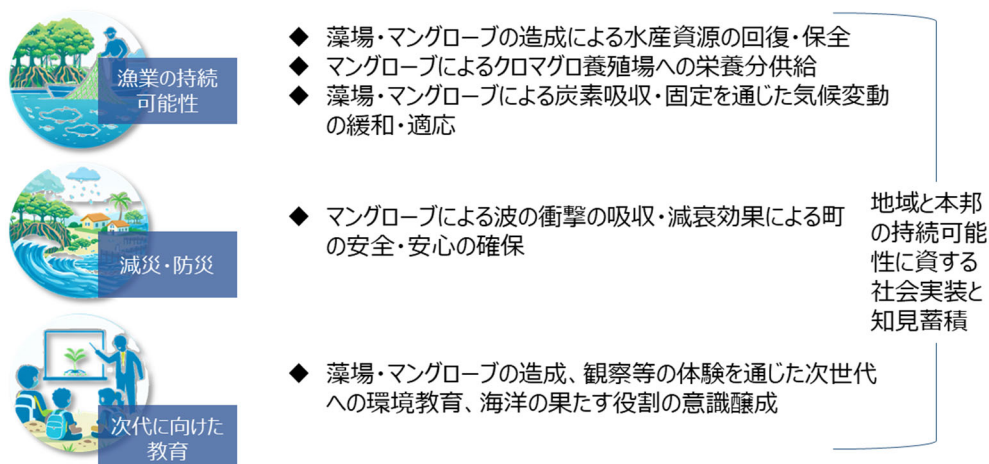 漁業の持続
可能性
◆ 藻場・マングローブの造成による水産資源の回復・保全
◆ マングローブによるクロマグロ養殖場への栄養分供給
◆ 藻場・マングローブによる炭素吸収・固定を通じた気候変動
の緩和・適応
減災・防災
◆ マングローブによる波の衝撃の吸収・減衰効果による町
の安全・安心の確保
次代に向けた
教育
◆ 藻場・マングローブの造成、観察等の体験を通じた次世代
への環境教育、海洋の果たす役割の意識醸成
地域と本邦
の持続可能
性に資する
社会実装と
知見蓄積